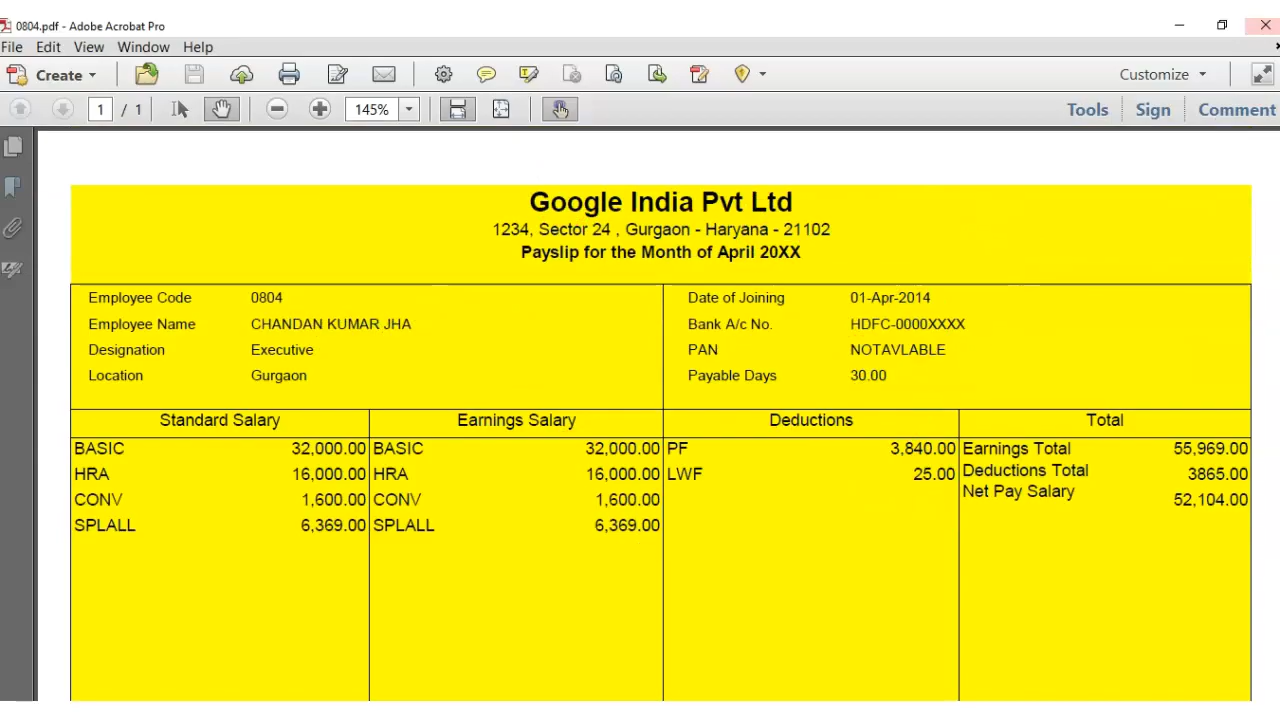 0804.pdf - Adobe Acrobat Pro
File Edit View Window Help
Create Customize
1 / 1 145% Tools Sign Comment
Google India Pvt Ltd
1234, Sector 24 , Gurgaon - Haryana - 21102
Payslip for the Month of April 20XX
Employee Code 0804 Date of Joining 01-Apr-2014
Employee Name CHANDAN KUMAR JHA Bank A/c No. HDFC-0000XXXX
Designation Executive PAN NOTAVLABLE
Location Gurgaon Payable Days 30.00
Standard Salary Earnings Salary Deductions Total
BASIC 32,000.00 BASIC 32,000.00 PF 3,840.00 Earnings Total 55,969.00
HRA 16,000.00 HRA 16,000.00 LWF 25.00 Deductions Total 3865.00
CONV 1,600.00 CONV 1,600.00 Net Pay Salary 52,104.00
SPLALL 6,369.00 SPLALL 6,369.00